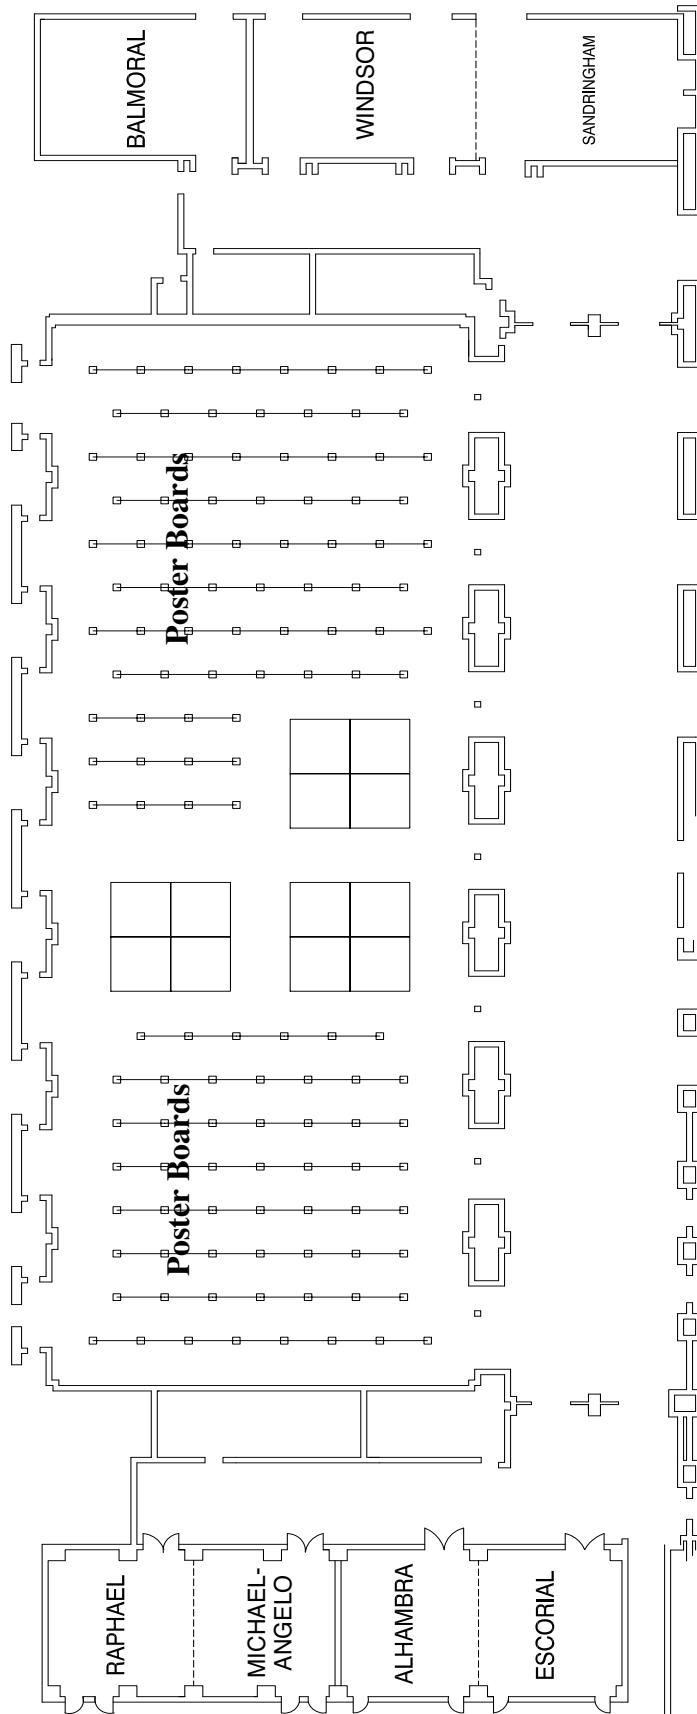 BALMORAL
WINDSOR
SANDRINGHAM
Poster Boards
Poster Boards
RAPHAEL
MICHAEL-
ANGELO
ALHAMBRA
ESCORIAL